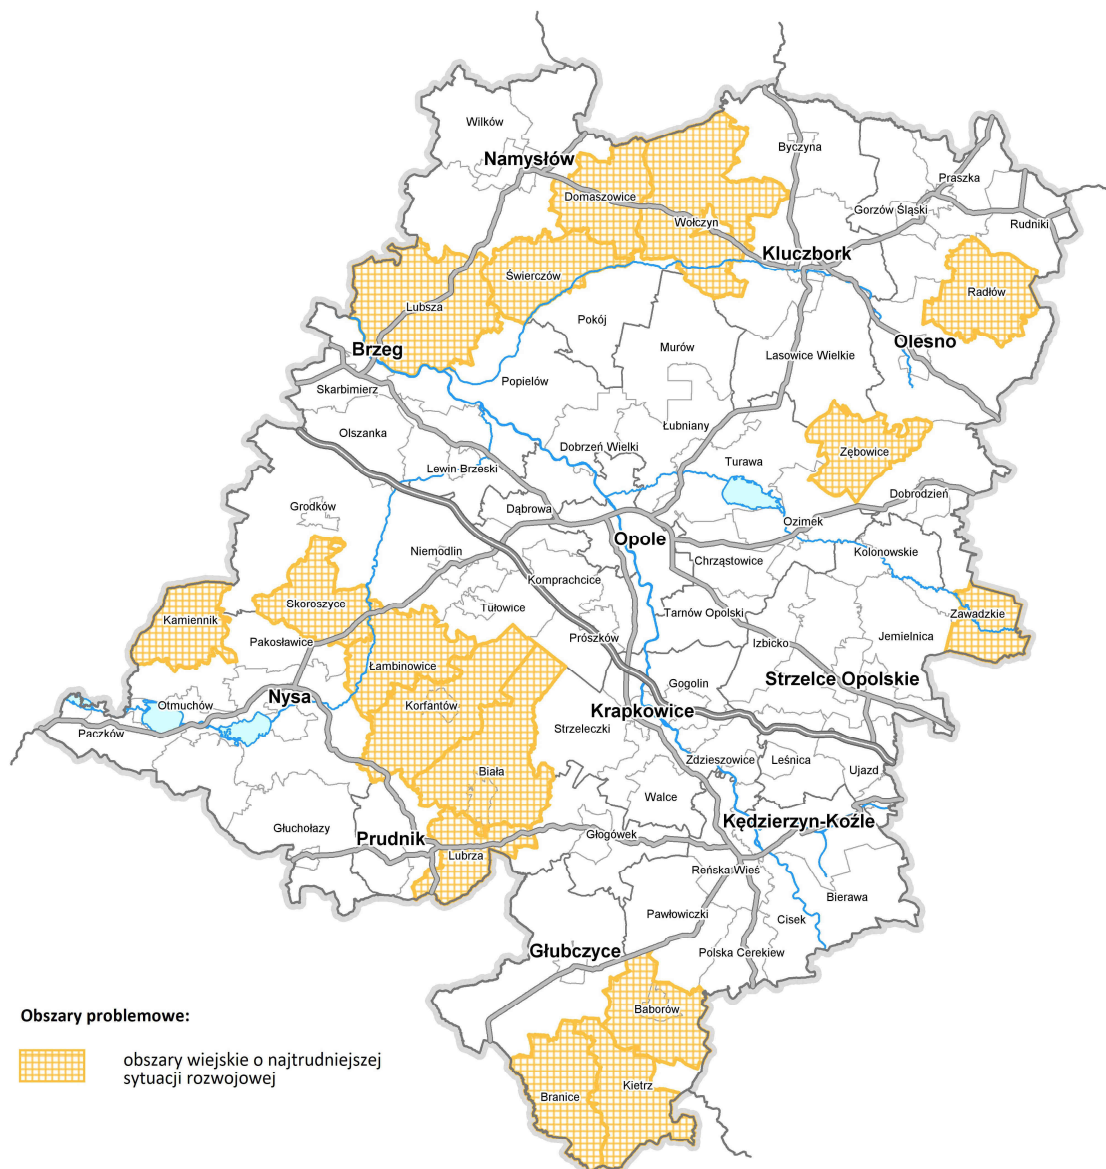 Wilków
Namysłów
Byczyna
Praszka
Domaszowice
Gorzów Śląski
Wołczyn
Rudniki
Kluczbork
Świerczów
Radłów
Lubsza
Pokój
Olesno
Brzeg
Murów
Lasowice Wielkie
Popielów
Skarbimierz
Łubniany
Olszanka
Dobrzeń Wielki
Zębowice
Turawa
Lewin Brzeski
Dobrodzień
Grodków
Dąbrowa
Ozimek
Opole
Niemodlin
Kolonowskie
Chrząstowice
Komprachcice
Skoroszyce
Tułowice
Tarnów Opolski
Zawadzkie
Kamiennik
Prószków
Jemielnica
Pakosławice
Izbicko
Łambinowice
Strzelce Opolskie
Gogolin
Nysa
Otmuchów
Korfantów
Krapkowice
Paczków
Strzeleczki
Zdzieszowice
Leśnica
Biała
Ujazd
Walce
Kędzierzyn-Koźle
Głuchołazy
Prudnik
Głogówek
Lubrza
Reńska Wieś
Bierawa
Pawłowiczki
Cisek
Głubczyce
Polska Cerekiew
Baborów
Obszary problemowe:
obszary wiejskie o najtrudniejszej
sytuacji rozwojowej
Kietrz
Branice